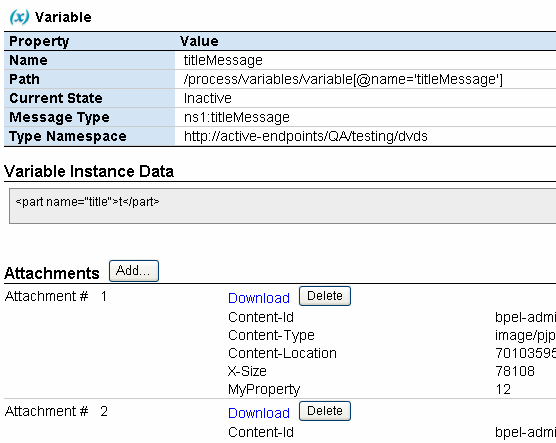 (x) Variable
Property Value
Name titleMessage
Path /process/variables/variable[@name='titleMessage']
Current State Inactive
Message Type ns1:titleMessage
Type Namespace http://active-endpoints/QA/testing/dvds
Variable Instance Data
<part name="title">t</part>
Attachments Add...
Attachment # 1 Download Delete
Content-Id bpel-admi
Content-Type image/pjp
Content-Location 70103595
X-Size 78108
MyProperty 12
Attachment # 2 Download Delete
Content-Id bpel-admi